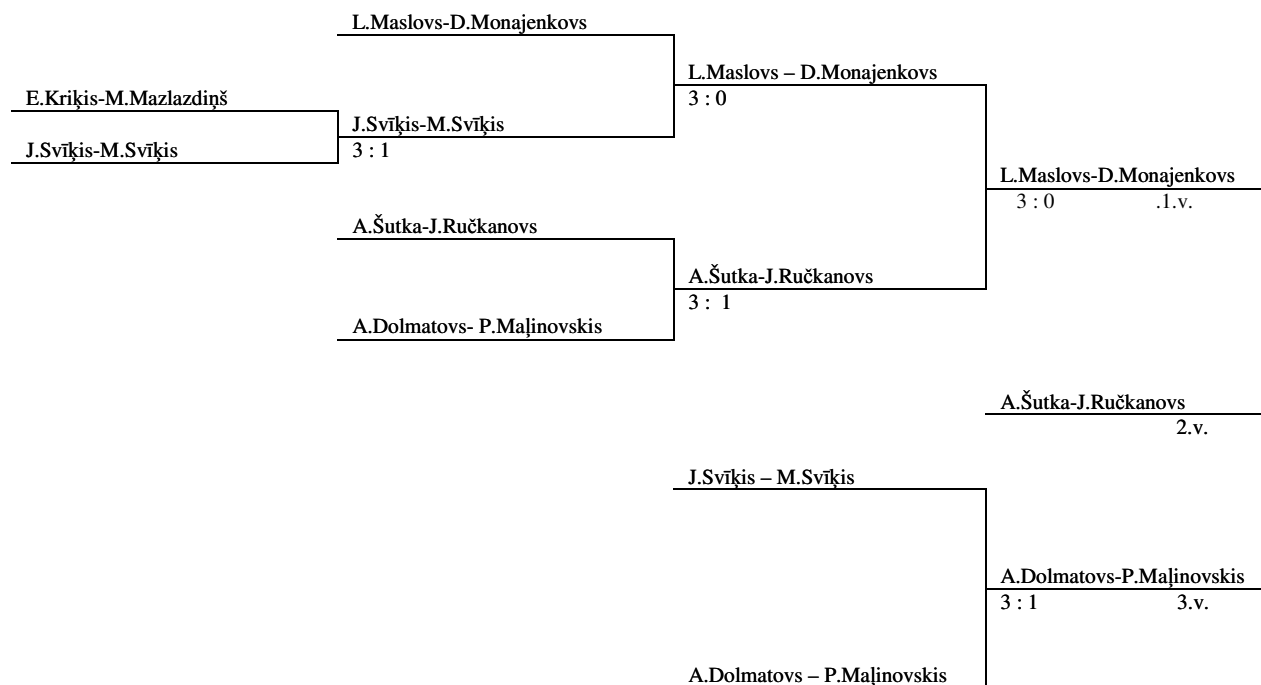 L.Maslovs-D.Monajenkovs
L.Maslovs – D.Monajenkovs
E.Kriķis-M.Mazlazdiņš
3 : 0
J.Svīķis-M.Svīķis
J.Svīķis-M.Svīķis
3 : 1
L.Maslovs-D.Monajenkovs
3 : 0 .1.v.
A.Šutka-J.Ručkanovs
A.Šutka-J.Ručkanovs
3 : 1
A.Dolmatovs- P.Maļinovskis
A.Šutka-J.Ručkanovs
2.v.
J.Svīķis – M.Svīķis
A.Dolmatovs-P.Maļinovskis
3 : 1 3.v.
A.Dolmatovs – P.Maļinovskis